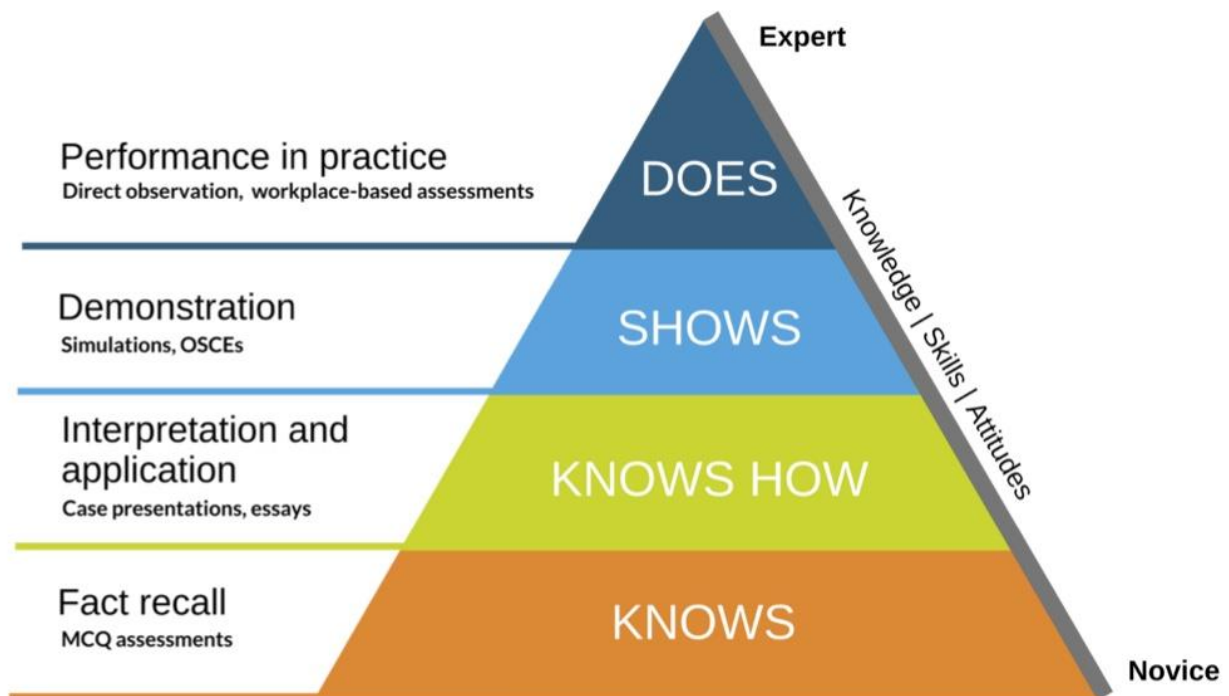 Expert
Performance in practice
Direct observation, workplace-based assessments
DOES
Knowledge | Skills | Attitudes
Demonstration
Simulations, OSCEs
SHOWS
Interpretation and
application
Case presentations, essays
KNOWS HOW
Fact recall
MCQ assessments
KNOWS
Novice